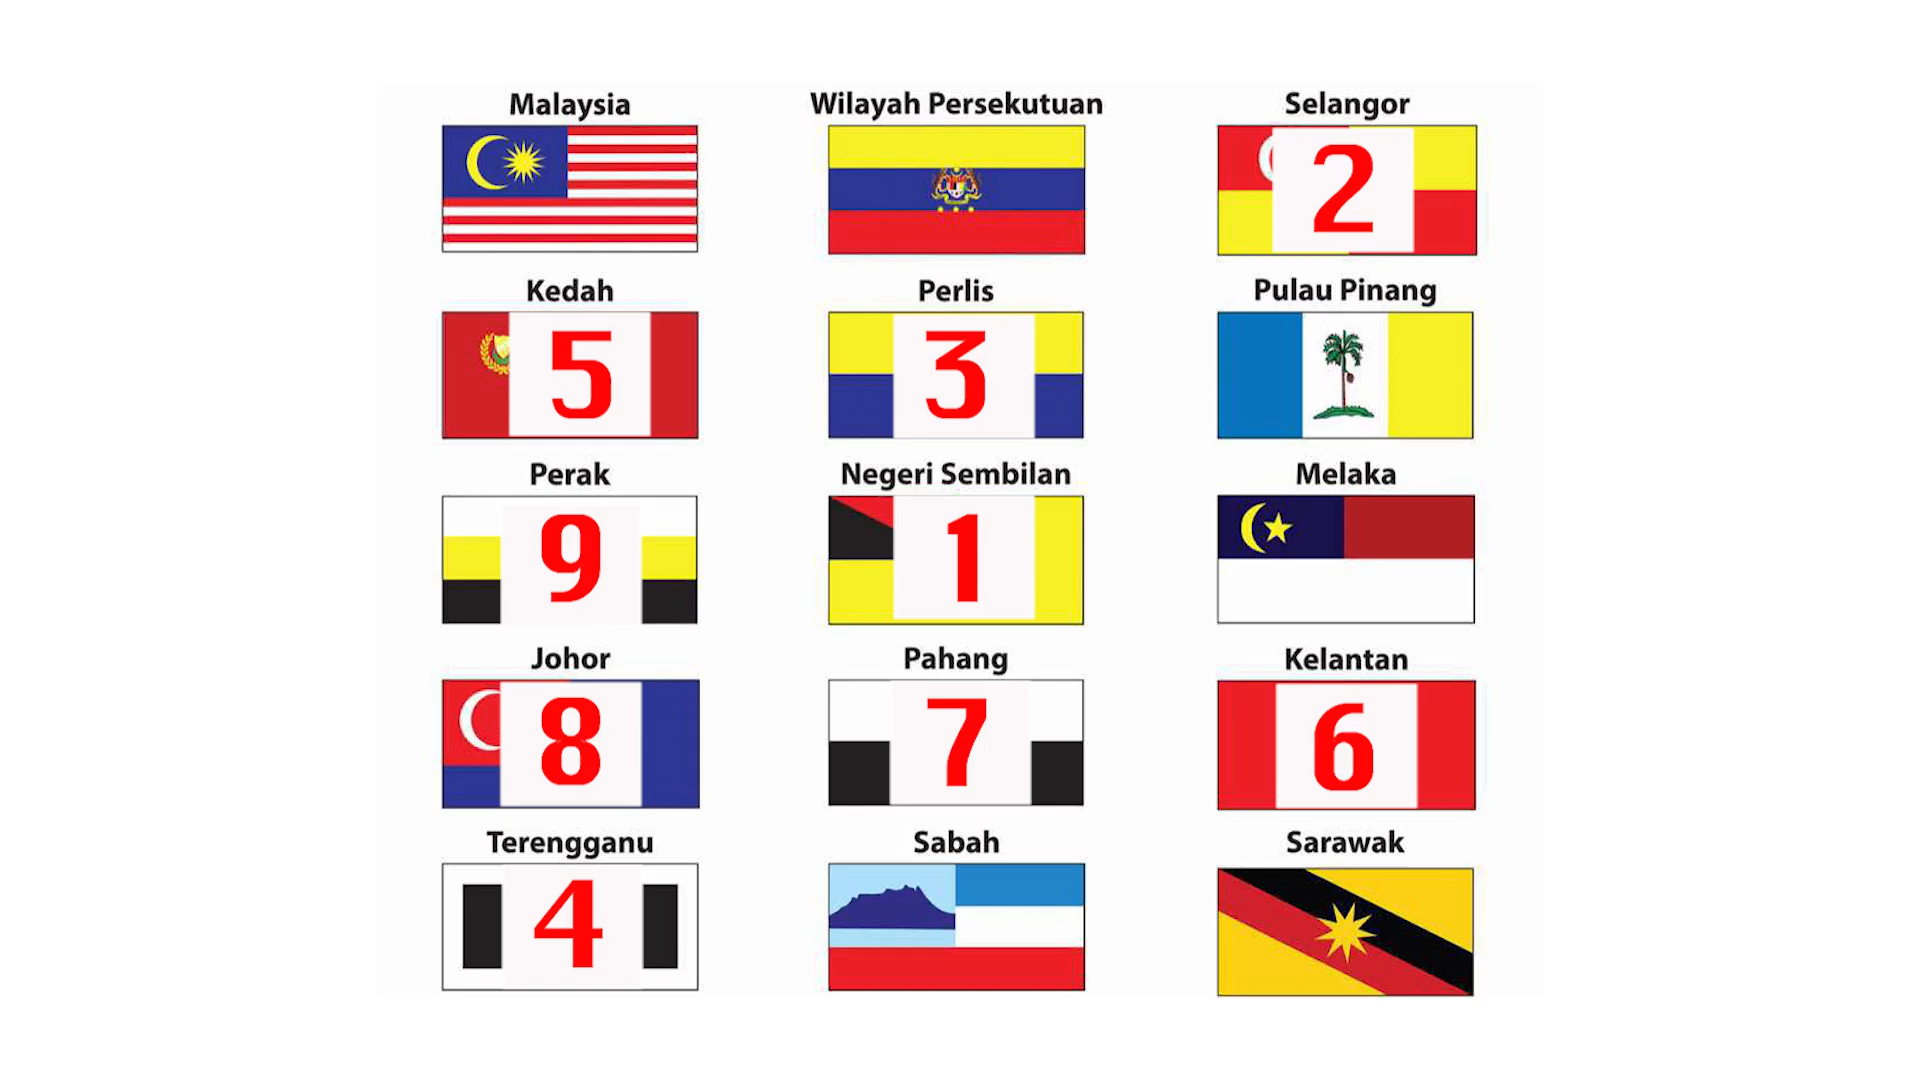 Malaysia
Wilayah Persekutuan
Selangor
2
Kedah
Perlis
Pulau Pinang
5
3
Perak
Negeri Sembilan
Melaka
9
1
Johor
Pahang
Kelantan
8
7
6
Terengganu
Sabah
Sarawak
4